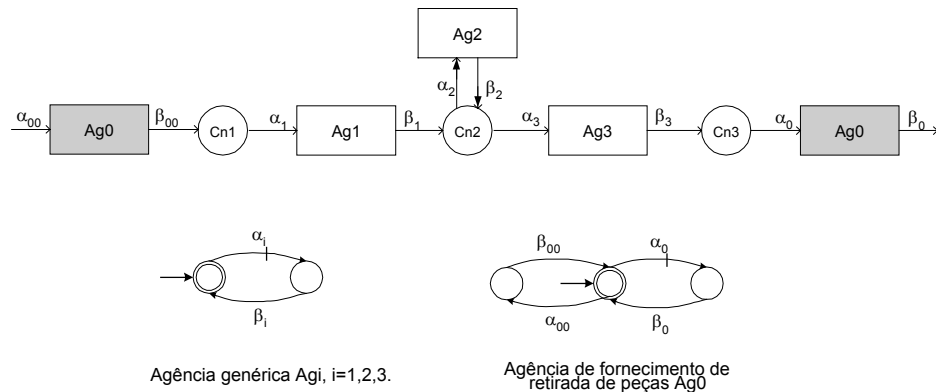 Ag2
α₂
β₂
α₀₀
Ag0
β₀₀
Cn1
α₁
Ag1
β₁
Cn2
α₃
Ag3
β₃
Cn3
α₀
Ag0
β₀
αᵢ
βᵢ
β₀₀
α₀
α₀₀
β₀
Agência genérica Agi, i=1,2,3.
Agência de fornecimento de
retirada de peças Ag0